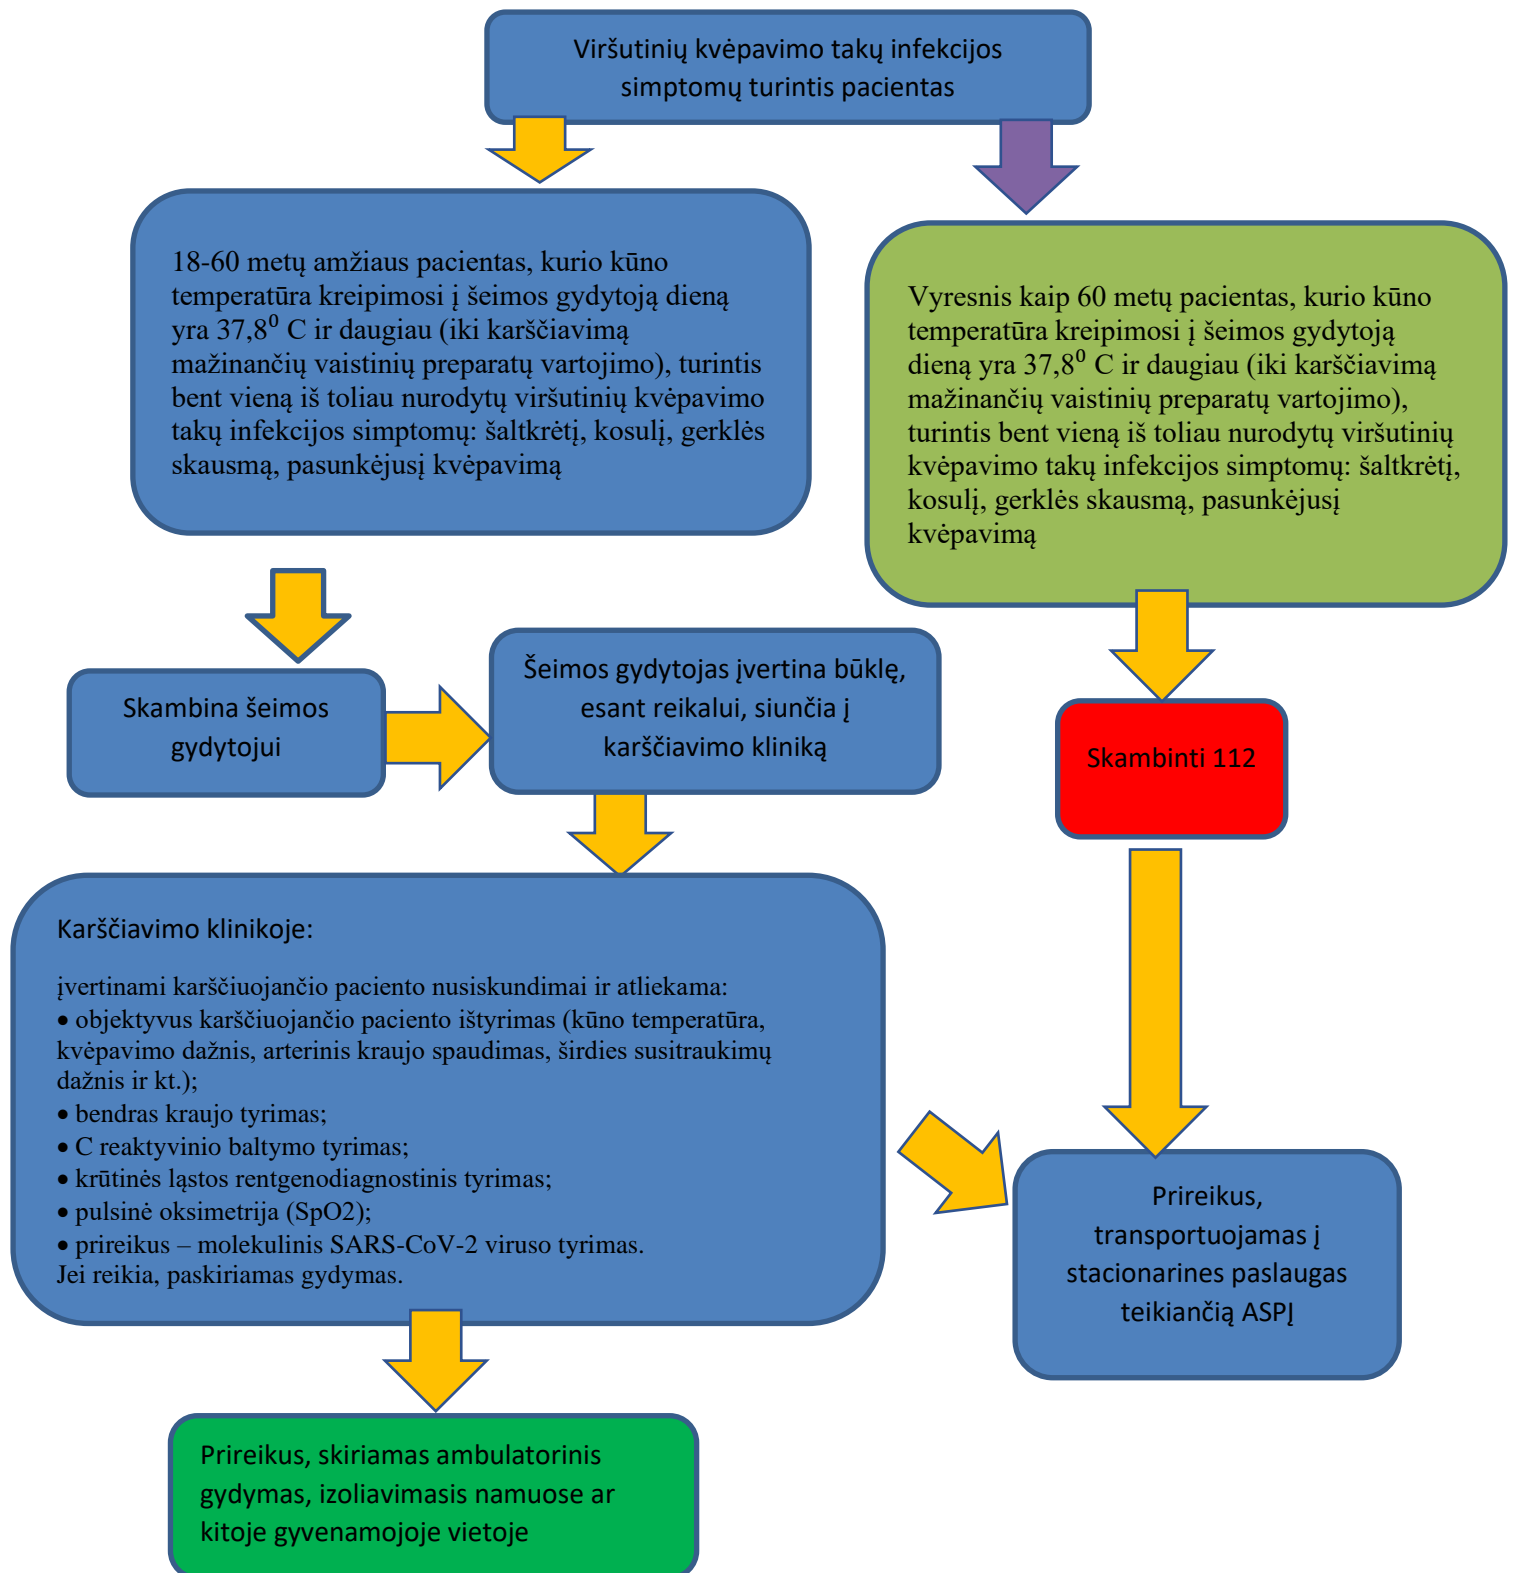 Viršutinių kvėpavimo takų infekcijos
simptomų turintis pacientas
18-60 metų amžiaus pacientas, kurio kūno
temperatūra kreipimosi į šeimos gydytoją dieną
yra 37,8⁰ C ir daugiau (iki karščiavimą
mažinančių vaistinių preparatų vartojimo), turintis
bent vieną iš toliau nurodytų viršutinių kvėpavimo
takų infekcijos simptomų: šaltkrėtį, kosulį, gerklės
skausmą, pasunkėjusį kvėpavimą
Vyresnis kaip 60 metų pacientas, kurio kūno
temperatūra kreipimosi į šeimos gydytoją
dieną yra 37,8⁰ C ir daugiau (iki karščiavimą
mažinančių vaistinių preparatų vartojimo),
turintis bent vieną iš toliau nurodytų viršutinių
kvėpavimo takų infekcijos simptomų: šaltkrėtį,
kosulį, gerklės skausmą, pasunkėjusį
kvėpavimą
Skambina šeimos
gydytojui
Šeimos gydytojas įvertina būklę,
esant reikalui, siunčia į
karščiavimo kliniką
Skambinti 112
Karščiavimo klinikoje:
įvertinami karščiuojančio paciento nusiskundimai ir atliekama:
• objektyvus karščiuojančio paciento ištyrimas (kūno temperatūra,
kvėpavimo dažnis, arterinis kraujo spaudimas, širdies susitraukimų
dažnis ir kt.);
• bendras kraujo tyrimas;
• C reaktyvinio baltymo tyrimas;
• krūtinės ląstos rentgenodiagnostinis tyrimas;
• pulsinė oksimetrija (SpO2);
• prireikus – molekulinis SARS-CoV-2 viruso tyrimas.
Jei reikia, paskiriamas gydymas.
Prireikus,
transportuojamas į
stacionarines paslaugas
teikiančią ASPĮ
Prireikus, skiriamas ambulatorinis
gydymas, izoliavimasis namuose ar
kitoje gyvenamojoje vietoje